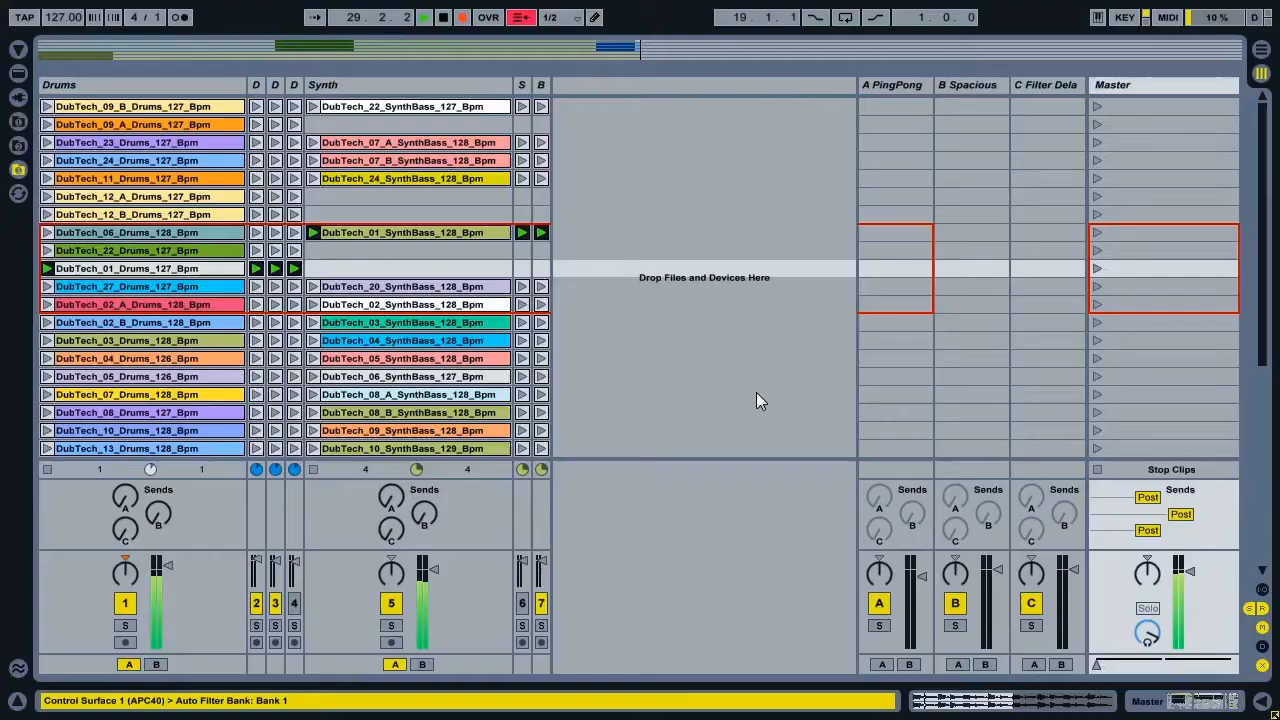 TAP 127.00 4 / 1 29. 2. 2 OVR 1/2 19. 1. 1 1. 0. 0 KEY MIDI 10 % D
Drums D D D Synth S B A PingPong B Spacious C Filter Dela Master
DubTech_09_B_Drums_127_Bpm DubTech_22_SynthBass_127_Bpm
DubTech_09_A_Drums_127_Bpm
DubTech_23_Drums_127_Bpm DubTech_07_A_SynthBass_128_Bpm
DubTech_24_Drums_127_Bpm DubTech_07_B_SynthBass_128_Bpm
DubTech_11_Drums_127_Bpm DubTech_24_SynthBass_128_Bpm
DubTech_12_A_Drums_127_Bpm
DubTech_12_B_Drums_127_Bpm
DubTech_06_Drums_128_Bpm DubTech_01_SynthBass_128_Bpm
DubTech_22_Drums_127_Bpm
DubTech_01_Drums_127_Bpm
Drop Files and Devices Here
DubTech_27_Drums_127_Bpm DubTech_20_SynthBass_128_Bpm
DubTech_02_A_Drums_128_Bpm DubTech_02_SynthBass_128_Bpm
DubTech_02_B_Drums_128_Bpm DubTech_03_SynthBass_128_Bpm
DubTech_03_Drums_128_Bpm DubTech_04_SynthBass_128_Bpm
DubTech_04_Drums_126_Bpm DubTech_05_SynthBass_128_Bpm
DubTech_05_Drums_126_Bpm DubTech_06_SynthBass_127_Bpm
DubTech_07_Drums_128_Bpm DubTech_08_A_SynthBass_128_Bpm
DubTech_08_Drums_127_Bpm DubTech_08_B_SynthBass_128_Bpm
DubTech_10_Drums_128_Bpm DubTech_09_SynthBass_128_Bpm
DubTech_13_Drums_128_Bpm DubTech_10_SynthBass_129_Bpm
1 1 4 4 Stop Clips
Sends Sends Sends Sends Sends Sends
Post
A B A B A B A B A B Post
C C C C C Post
1 2 3 4 5 6 7 A B C Solo
S S S S S S S S S S
A B A B A B A B A B
Control Surface 1 (APC40) > Auto Filter Bank: Bank 1 Master